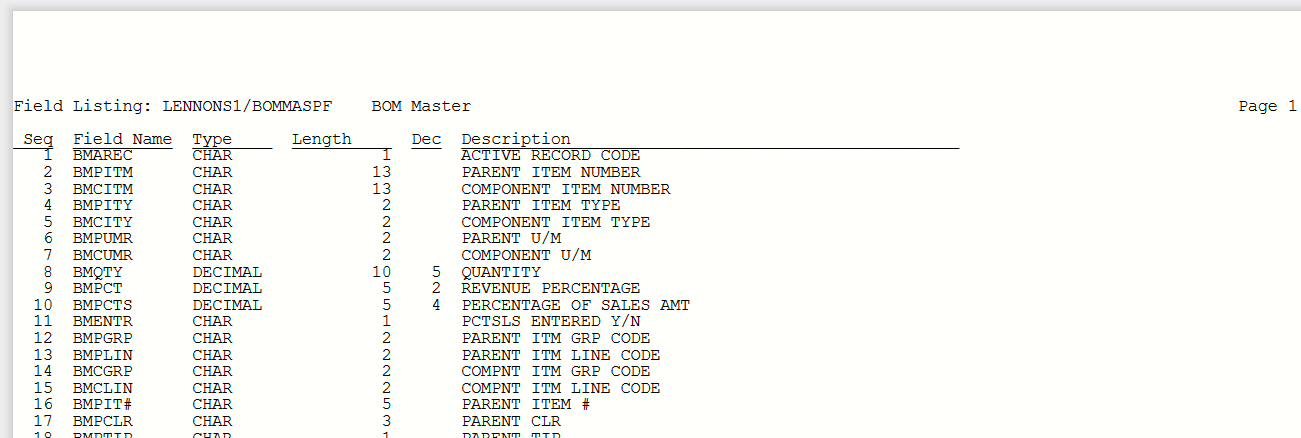 Field Listing: LENNONS1/BOMMASPF    BOM Master    Page 1
Seq  Field Name  Type  Length  Dec  Description
1  BMAREC  CHAR  1  ACTIVE RECORD CODE
2  BMPITM  CHAR  13  PARENT ITEM NUMBER
3  BMCITM  CHAR  13  COMPONENT ITEM NUMBER
4  BMPITY  CHAR  2  PARENT ITEM TYPE
5  BMCITY  CHAR  2  COMPONENT ITEM TYPE
6  BMPUMR  CHAR  2  PARENT U/M
7  BMCUMR  CHAR  2  COMPONENT U/M
8  BMQTY  DECIMAL  10  5  QUANTITY
9  BMPCT  DECIMAL  5  2  REVENUE PERCENTAGE
10  BMPCTS  DECIMAL  5  4  PERCENTAGE OF SALES AMT
11  BMENTR  CHAR  1  PCTSLS ENTERED Y/N
12  BMPGRP  CHAR  2  PARENT ITM GRP CODE
13  BMPLIN  CHAR  2  PARENT ITM LINE CODE
14  BMCGRP  CHAR  2  COMPNT ITM GRP CODE
15  BMCLIN  CHAR  2  COMPNT ITM LINE CODE
16  BMPIT#  CHAR  5  PARENT ITEM #
17  BMPCLR  CHAR  3  PARENT CLR
18  CHAR  1  PARENT